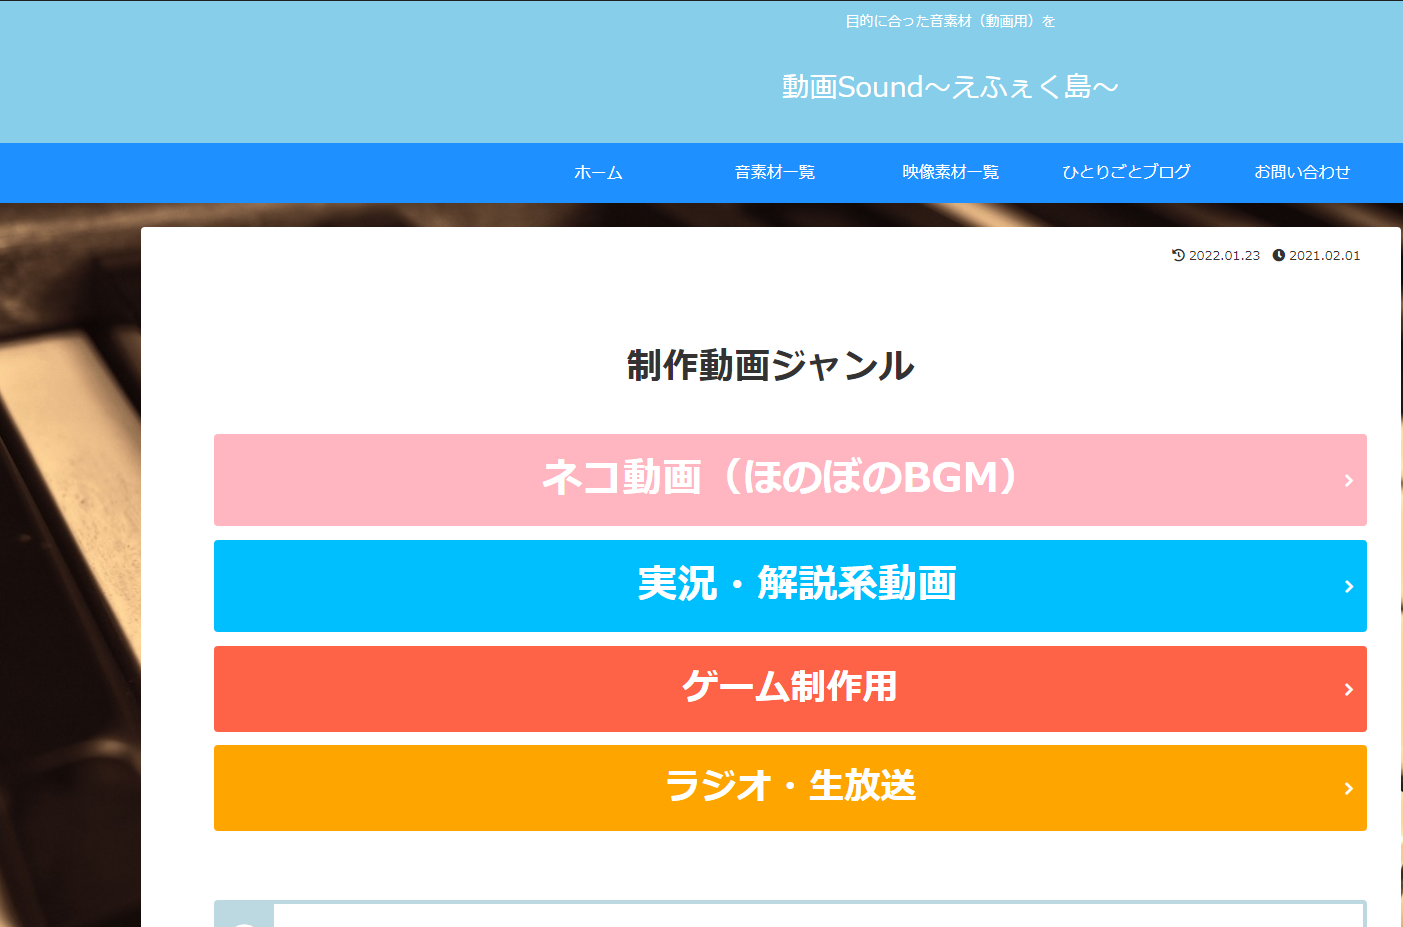 目的に合った音素材（動画用）を
動画Sound～えふぇく島～
ホーム 音素材一覧 映像素材一覧 ひとりごとブログ お問い合わせ
2022.01.23 2021.02.01
制作動画ジャンル
ネコ動画（ほのぼのBGM）
実況・解説系動画
ゲーム制作用
ラジオ・生放送